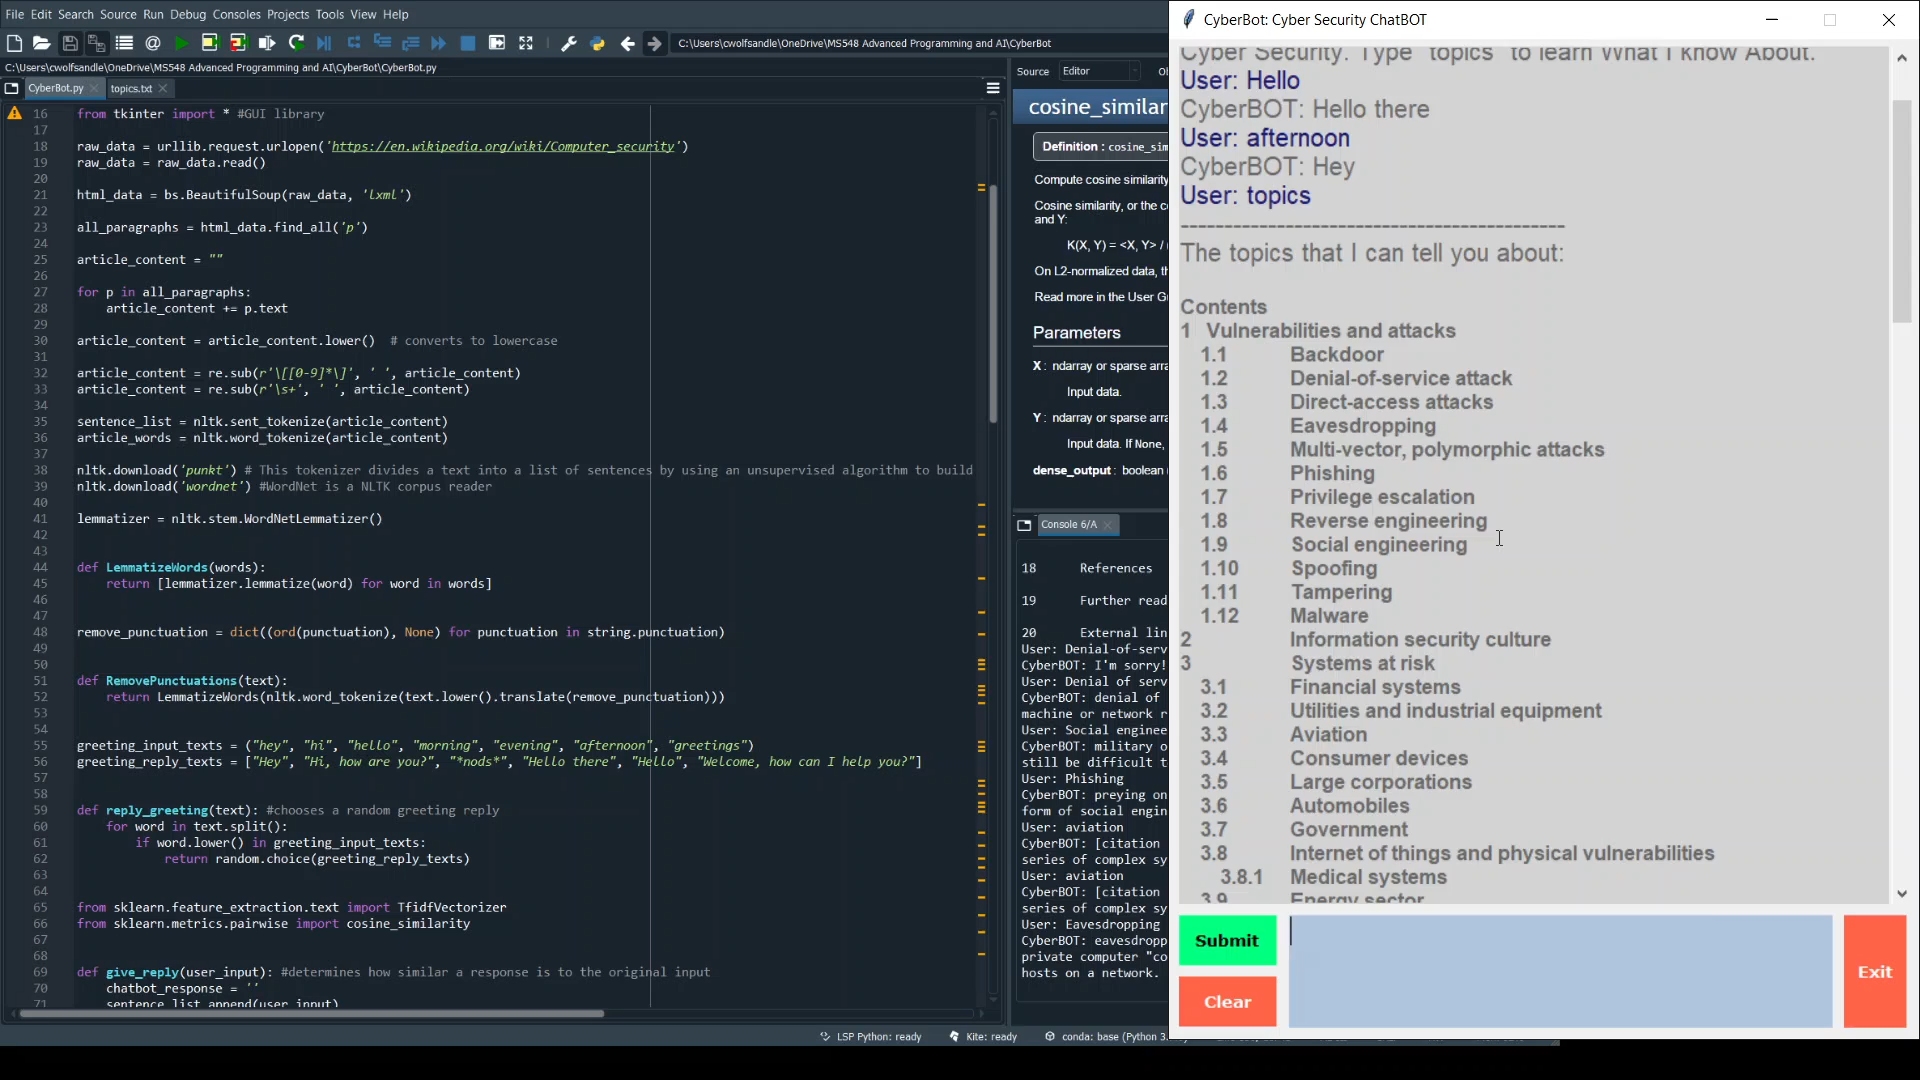 File Edit Search Source Run Debug Consoles Projects Tools View Help
C:\Users\cwolfsandle\OneDrive\MS548 Advanced Programming and AI\CyberBot
C:\Users\cwolfsandle\OneDrive\MS548 Advanced Programming and AI\CyberBot\CyberBot.py
CyberBot.py
topics.txt
16 from tkinter import * #GUI library
17
18 raw_data = urllib.request.urlopen('https://en.wikipedia.org/wiki/Computer_security')
19 raw_data = raw_data.read()
20
21 html_data = bs.BeautifulSoup(raw_data, 'lxml')
22
23 all_paragraphs = html_data.find_all('p')
24
25 article_content = ""
26
27 for p in all_paragraphs:
28 article_content += p.text
29
30 article_content = article_content.lower() # converts to lowercase
31
32 article_content = re.sub(r'\[[0-9]*\]', ' ', article_content)
33 article_content = re.sub(r'\s+', ' ', article_content)
34
35 sentence_list = nltk.sent_tokenize(article_content)
36 article_words = nltk.word_tokenize(article_content)
37
38 nltk.download('punkt') # This tokenizer divides a text into a list of sentences by using an unsupervised algorithm to build
39 nltk.download('wordnet') #WordNet is a NLTK corpus reader
40
41 lemmatizer = nltk.stem.WordNetLemmatizer()
42
43
44 def LemmatizeWords(words):
45 return [lemmatizer.lemmatize(word) for word in words]
46
47
48 remove_punctuation = dict((ord(punctuation), None) for punctuation in string.punctuation)
49
50
51 def RemovePunctuations(text):
52 return LemmatizeWords(nltk.word_tokenize(text.lower().translate(remove_punctuation)))
53
54
55 greeting_input_texts = ("hey", "hi", "hello", "morning", "evening", "afternoon", "greetings")
56 greeting_reply_texts = ["Hey", "Hi, how are you?", "*nods*", "Hello there", "Hello", "Welcome, how can I help you?"]
57
58
59 def reply_greeting(text): #chooses a random greeting reply
60 for word in text.split():
61 if word.lower() in greeting_input_texts:
62 return random.choice(greeting_reply_texts)
63
64
65 from sklearn.feature_extraction.text import TfidfVectorizer
66 from sklearn.metrics.pairwise import cosine_similarity
67
68
69 def give_reply(user_input): #determines how similar a response is to the original input
70 chatbot_response = ''
71 sentence_list.append(user_input)
LSP Python: ready
Kite: ready
conda: base (Python 3.
Source Editor
cosine_similar
Definition : cosine_sim
Compute cosine similarity
Cosine similarity, or the co
and Y:
K(X, Y) = <X, Y> / (
On L2-normalized data, th
Read more in the User Gu
Parameters
X : ndarray or sparse arra
Input data.
Y : ndarray or sparse arra
Input data. If None,
dense_output : boolean (
Console 6/A
18 References
19 Further read
20 External lin
User: Denial-of-serv
CyberBOT: I'm sorry!
User: Denial of serv
CyberBOT: denial of
machine or network r
User: Social enginee
CyberBOT: military o
still be difficult t
User: Phishing
CyberBOT: preying on
form of social engin
User: aviation
CyberBOT: [citation
series of complex sy
User: aviation
CyberBOT: [citation
series of complex sy
User: Eavesdropping
CyberBOT: eavesdropp
private computer "co
hosts on a network.
CyberBot: Cyber Security ChatBOT
Cyber Security. Type "topics" to learn What I know About.
User: Hello
CyberBOT: Hello there
User: afternoon
CyberBOT: Hey
User: topics
-------------------------------------------
The topics that I can tell you about:
Contents
1 Vulnerabilities and attacks
1.1 Backdoor
1.2 Denial-of-service attack
1.3 Direct-access attacks
1.4 Eavesdropping
1.5 Multi-vector, polymorphic attacks
1.6 Phishing
1.7 Privilege escalation
1.8 Reverse engineering
1.9 Social engineering
1.10 Spoofing
1.11 Tampering
1.12 Malware
2 Information security culture
3 Systems at risk
3.1 Financial systems
3.2 Utilities and industrial equipment
3.3 Aviation
3.4 Consumer devices
3.5 Large corporations
3.6 Automobiles
3.7 Government
3.8 Internet of things and physical vulnerabilities
3.8.1 Medical systems
3.9 Energy sector
Submit
Clear
Exit